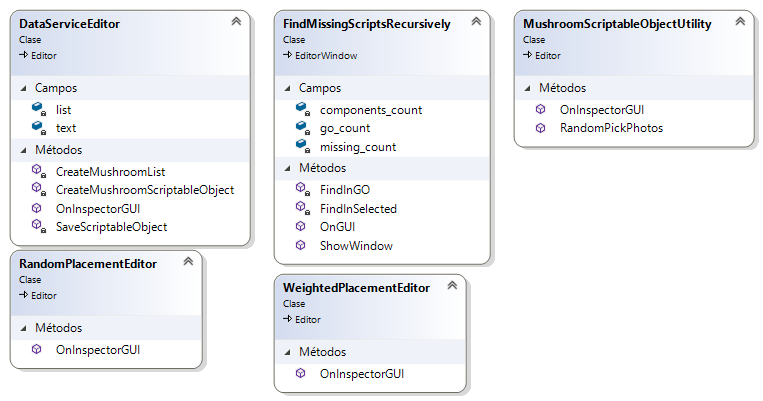 DataServiceEditor
Clase
Editor
Campos
list
text
Métodos
CreateMushroomList
CreateMushroomScriptableObject
OnInspectorGUI
SaveScriptableObject
FindMissingScriptsRecursively
Clase
EditorWindow
Campos
components_count
go_count
missing_count
Métodos
FindInGO
FindInSelected
OnGUI
ShowWindow
MushroomScriptableObjectUtility
Clase
Editor
Métodos
OnInspectorGUI
RandomPickPhotos
RandomPlacementEditor
Clase
Editor
Métodos
OnInspectorGUI
WeightedPlacementEditor
Clase
Editor
Métodos
OnInspectorGUI